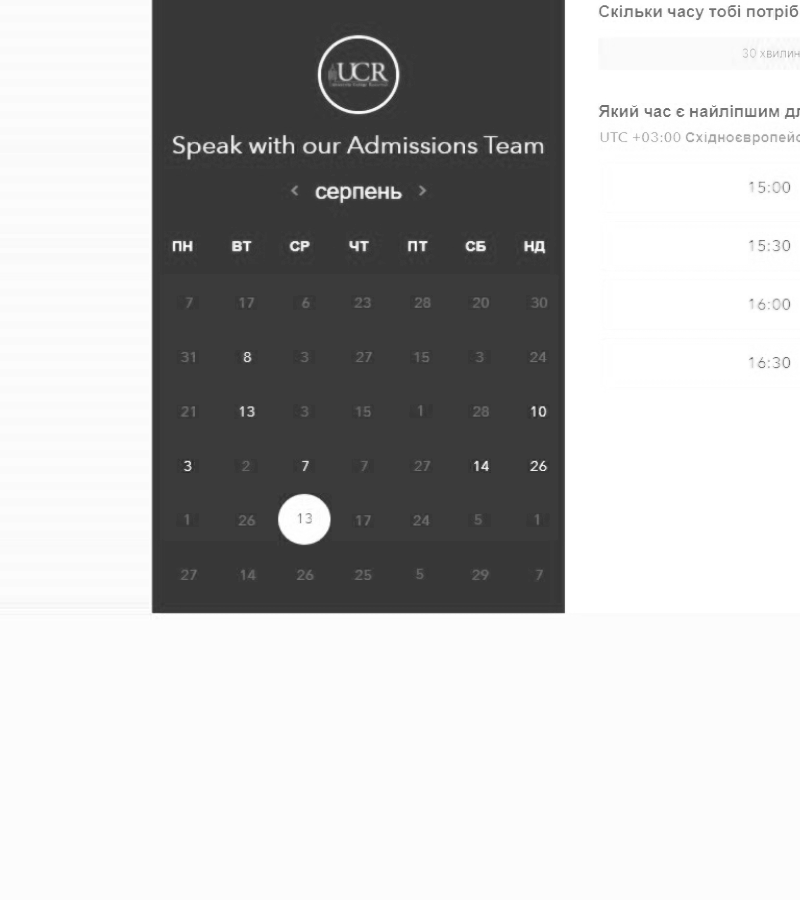 UCR
Speak with our Admissions Team
< серпень >
ПН ВТ СР ЧТ ПТ СБ НД
7 17 6 23 28 20 30
31 8 3 27 15 3 24
21 13 3 15 1 28 10
3 2 7 7 27 14 26
1 26 13 17 24 5 1
27 14 26 25 5 29 7
Скільки часу тобі потріб
30 хвилин
Який час є найліпшим дл
UTC +03:00 Східноєвропейс
15:00
15:30
16:00
16:30